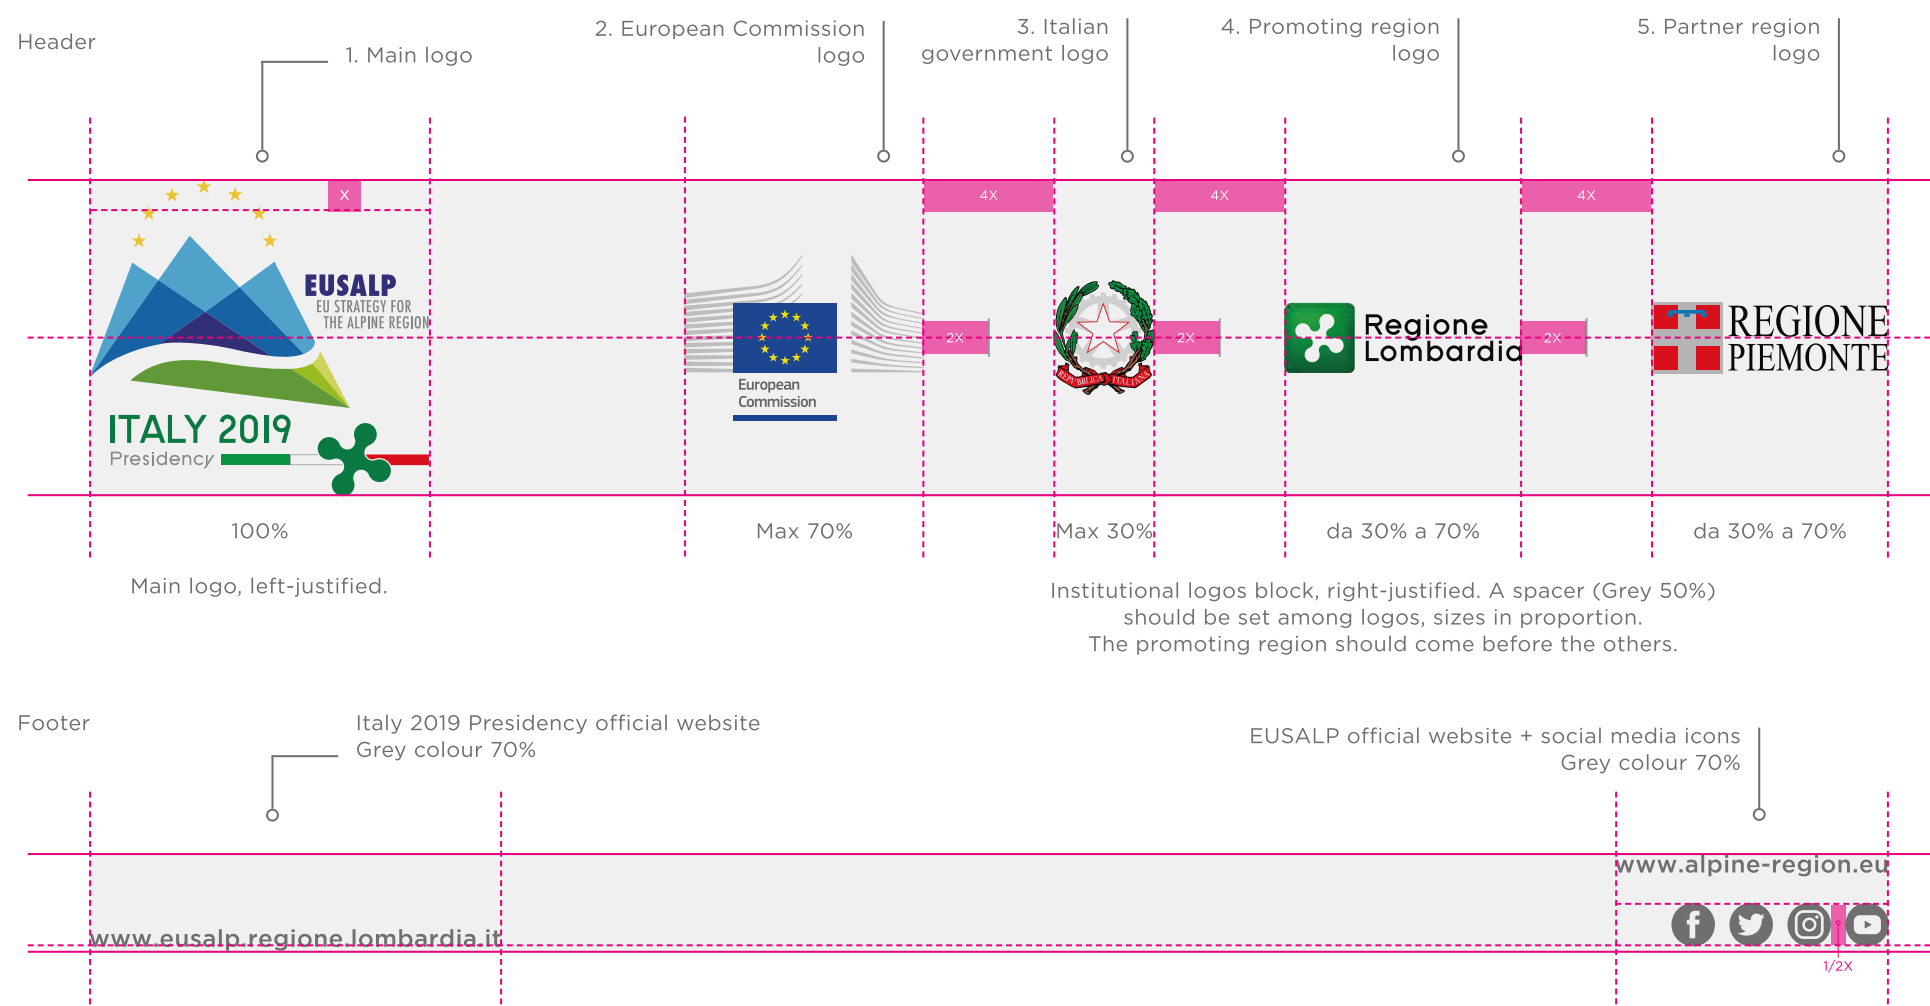 Header
1. Main logo
2. European Commission
logo
3. Italian
government logo
4. Promoting region
logo
5. Partner region
logo
X
4X
4X
4X
EUSALP
EU STRATEGY FOR
THE ALPINE REGION
ITALY 2019
Presidency
European
Commission
2X
REPVBBLICA ITALIANA
2X
Regione
Lombardia
2X
REGIONE
PIEMONTE
100%
Max 70%
Max 30%
da 30% a 70%
da 30% a 70%
Main logo, left-justified.
Institutional logos block, right-justified. A spacer (Grey 50%)
should be set among logos, sizes in proportion.
The promoting region should come before the others.
Footer
Italy 2019 Presidency official website
Grey colour 70%
EUSALP official website + social media icons
Grey colour 70%
www.eusalp.regione.lombardia.it
www.alpine-region.eu
1/2X